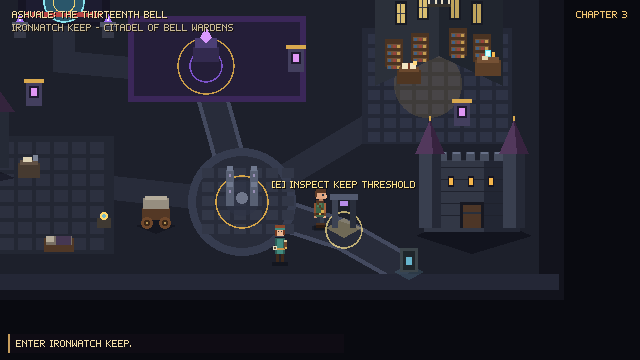 ASHVALE: THE THIRTEENTH BELL
CHAPTER 3
IRONWATCH KEEP - CITADEL OF BELL WARDENS
[E] INSPECT KEEP THRESHOLD
ENTER IRONWATCH KEEP.